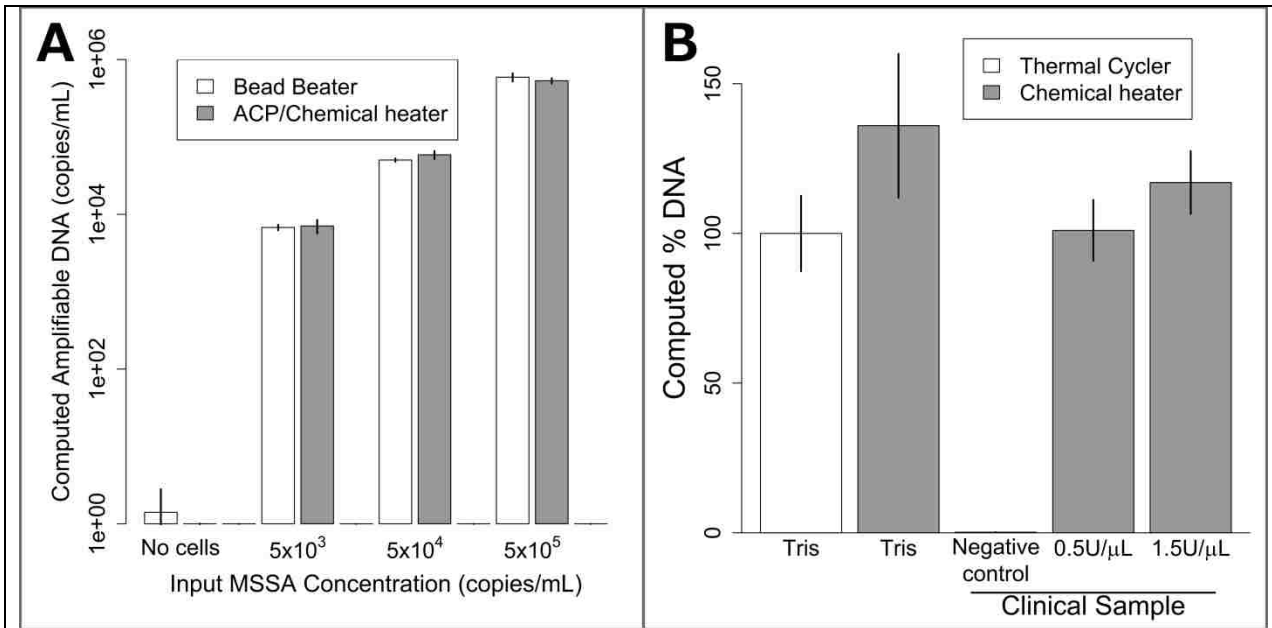 A
Computed Amplifiable DNA (copies/mL)
1e+06
1e+04
1e+02
1e+00
Bead Beater
ACP/Chemical heater
No cells
5x10³
5x10⁴
5x10⁵
Input MSSA Concentration (copies/mL)
B
Computed % DNA
150
100
50
0
Thermal Cycler
Chemical heater
Tris
Tris
Negative
control
0.5U/μL
1.5U/μL
Clinical Sample